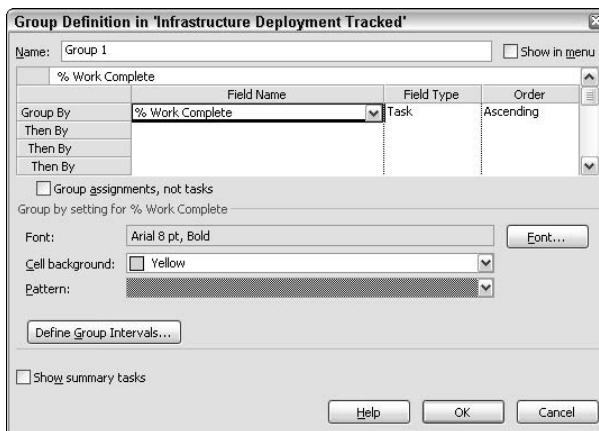 Group Definition in 'Infrastructure Deployment Tracked'
Name: Group 1 Show in menu
% Work Complete
Field Name Field Type Order
Group By % Work Complete Task Ascending
Then By
Then By
Then By
Group assignments, not tasks
Group by setting for % Work Complete
Font: Arial 8 pt, Bold Font...
Cell background: Yellow
Pattern:
Define Group Intervals...
Show summary tasks
Help OK Cancel